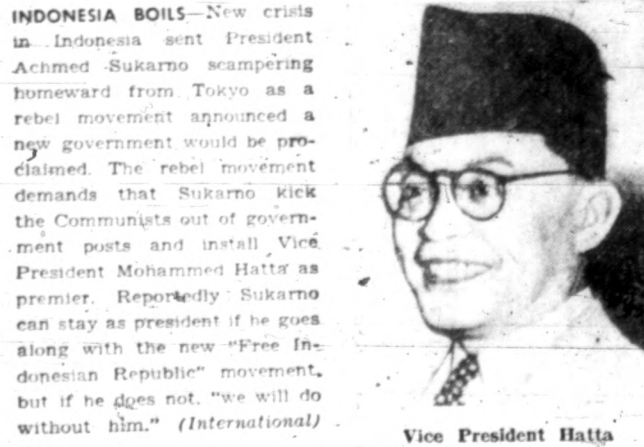 INDONESIA BOILS—New crisis
in Indonesia sent President
Achmed Sukarno scampering
homeward from Tokyo as a
rebel movement announced a
new government would be pro-
claimed. The rebel movement
demands that Sukarno kick
the Communists out of govern-
ment posts and install Vice
President Mohammed Hatta as
premier. Reportedly Sukarno
can stay as president if he goes
along with the new "Free In-
donesian Republic" movement,
but if he does not, "we will do
without him." (International)
Vice President Hatta